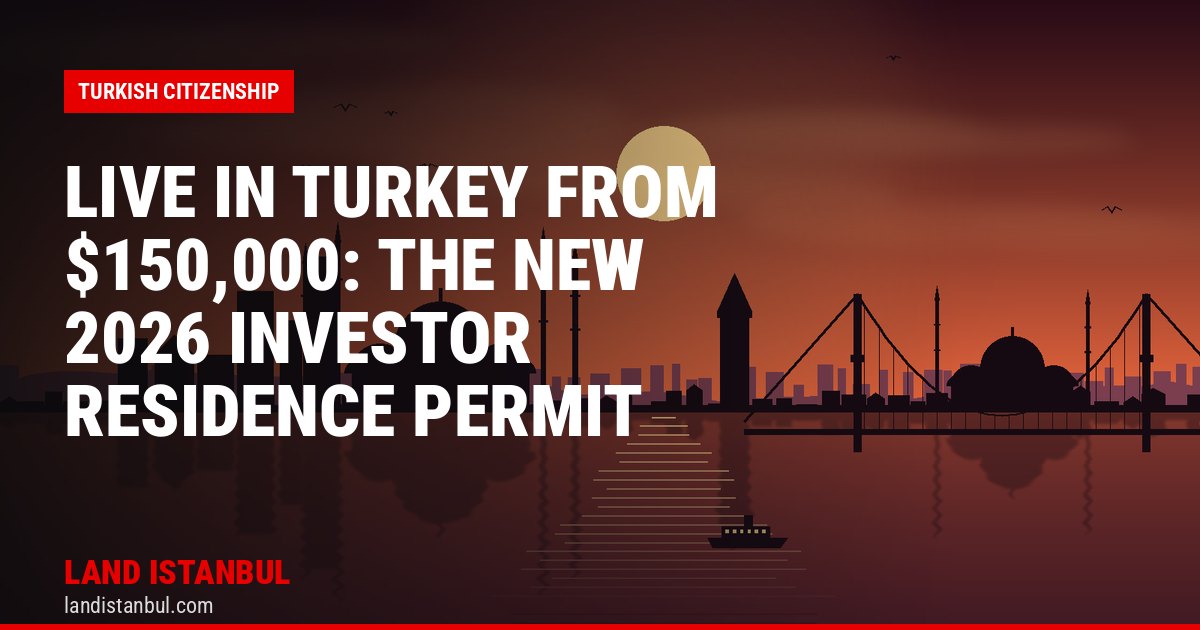 TURKISH CITIZENSHIP
LIVE IN TURKEY FROM
$150,000: THE NEW
2026 INVESTOR
RESIDENCE PERMIT
LAND ISTANBUL
landistanbul.com